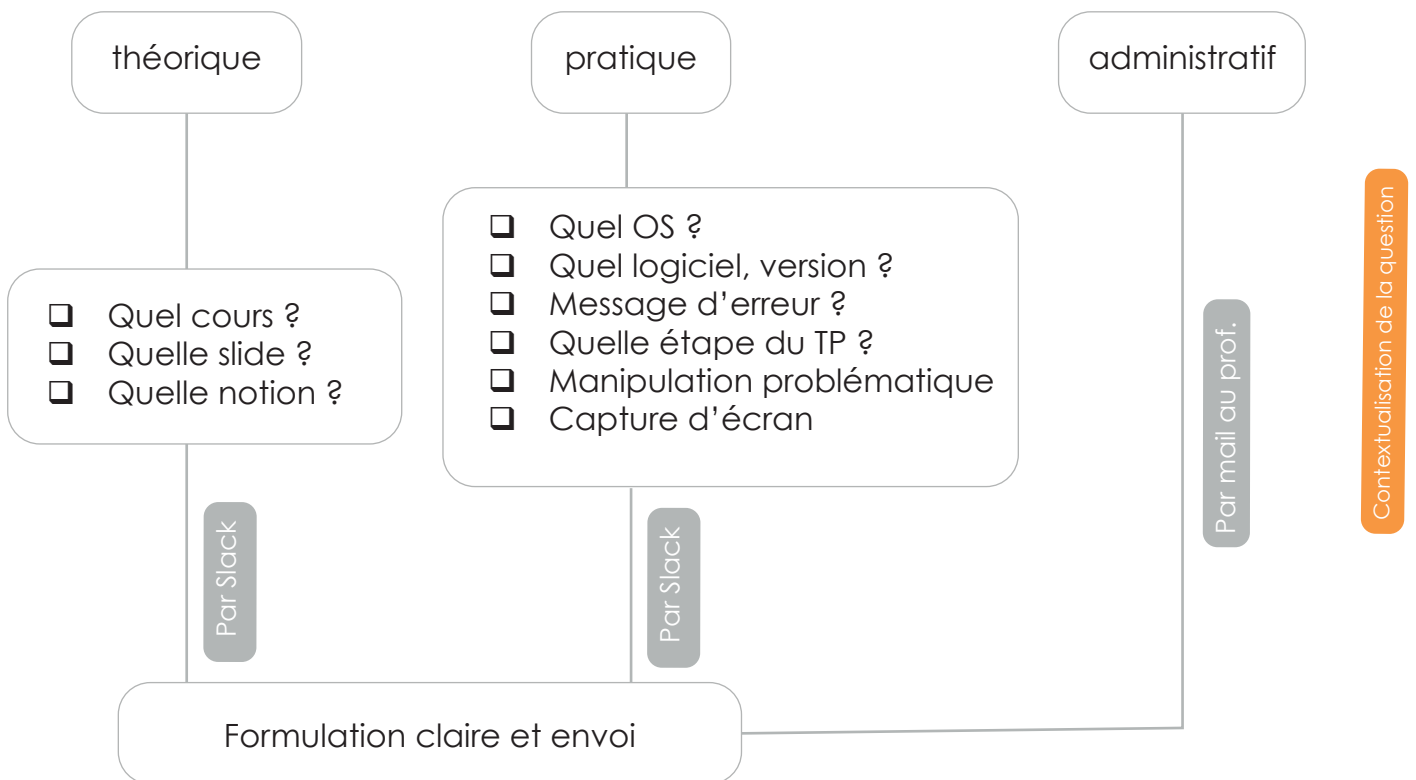 théorique
pratique
administratif
Quel cours ?
Quelle slide ?
Quelle notion ?
Quel OS ?
Quel logiciel, version ?
Message d’erreur ?
Quelle étape du TP ?
Manipulation problématique
Capture d’écran
Par Slack
Par Slack
Par mail au prof.
Contextualisation de la question
Formulation claire et envoi